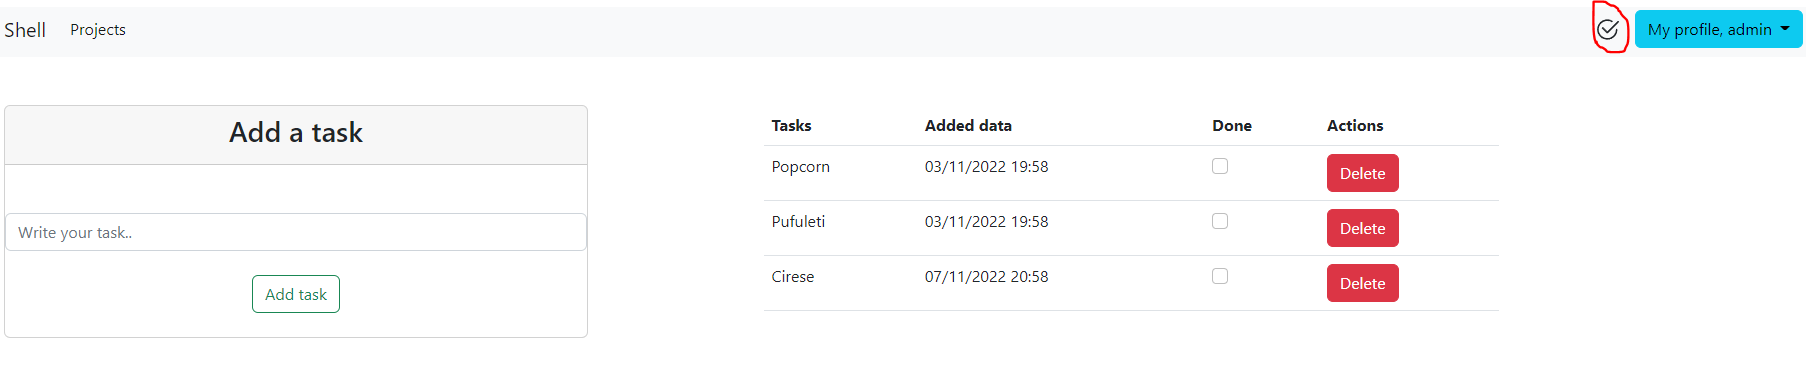 Shell Projects My profile, admin
Add a task
Write your task..
Add task
Tasks Added data Done Actions
Popcorn 03/11/2022 19:58 Delete
Pufuleti 03/11/2022 19:58 Delete
Cirese 07/11/2022 20:58 Delete